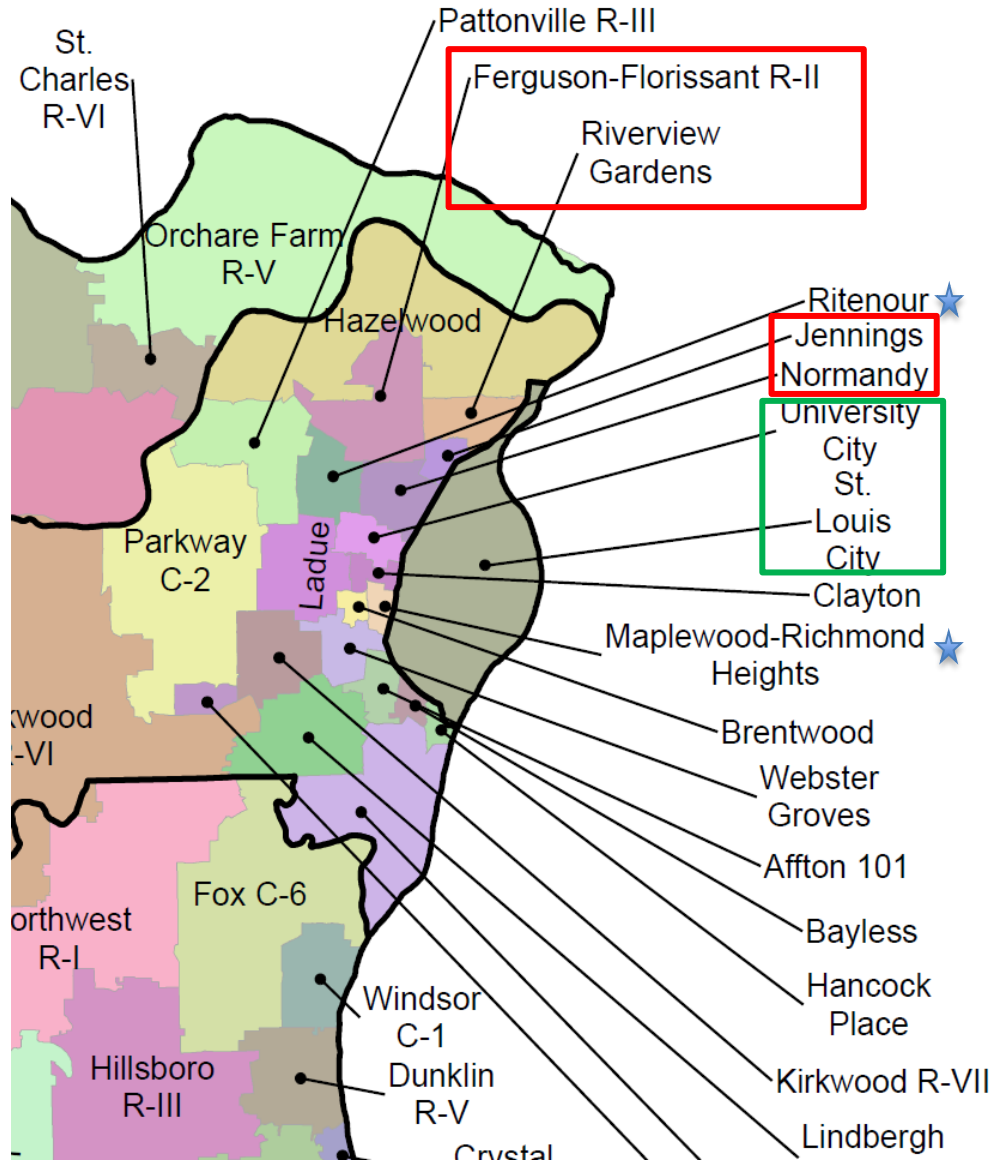 Pattonville R-III
St.
Charles
R-VI
Ferguson-Florissant R-II
Riverview
Gardens
Orchare Farm
R-V
Hazelwood
Ritenour
Jennings
Normandy
University
City
St.
Louis
City
Parkway
C-2
Ladue
Clayton
Maplewood-Richmond
Heights
kwood
R-VI
Brentwood
Webster
Groves
Affton 101
Fox C-6
orthwest
R-I
Bayless
Hancock
Place
Windsor
C-1
Hillsboro
R-III
Dunklin
R-V
Kirkwood R-VII
Lindbergh
Crystal